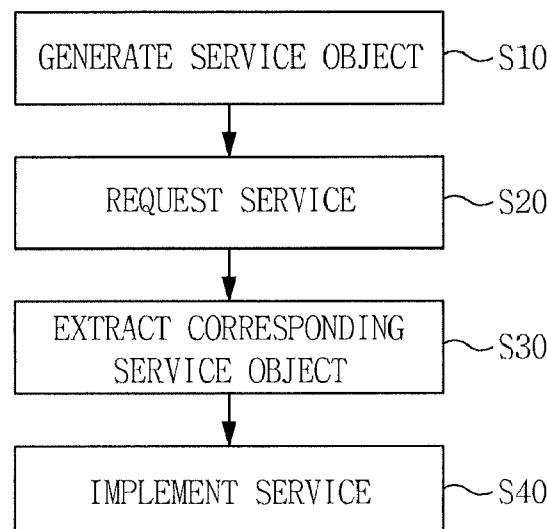 GENERATE SERVICE OBJECT S10
REQUEST SERVICE S20
EXTRACT CORRESPONDING
SERVICE OBJECT S30
IMPLEMENT SERVICE S40